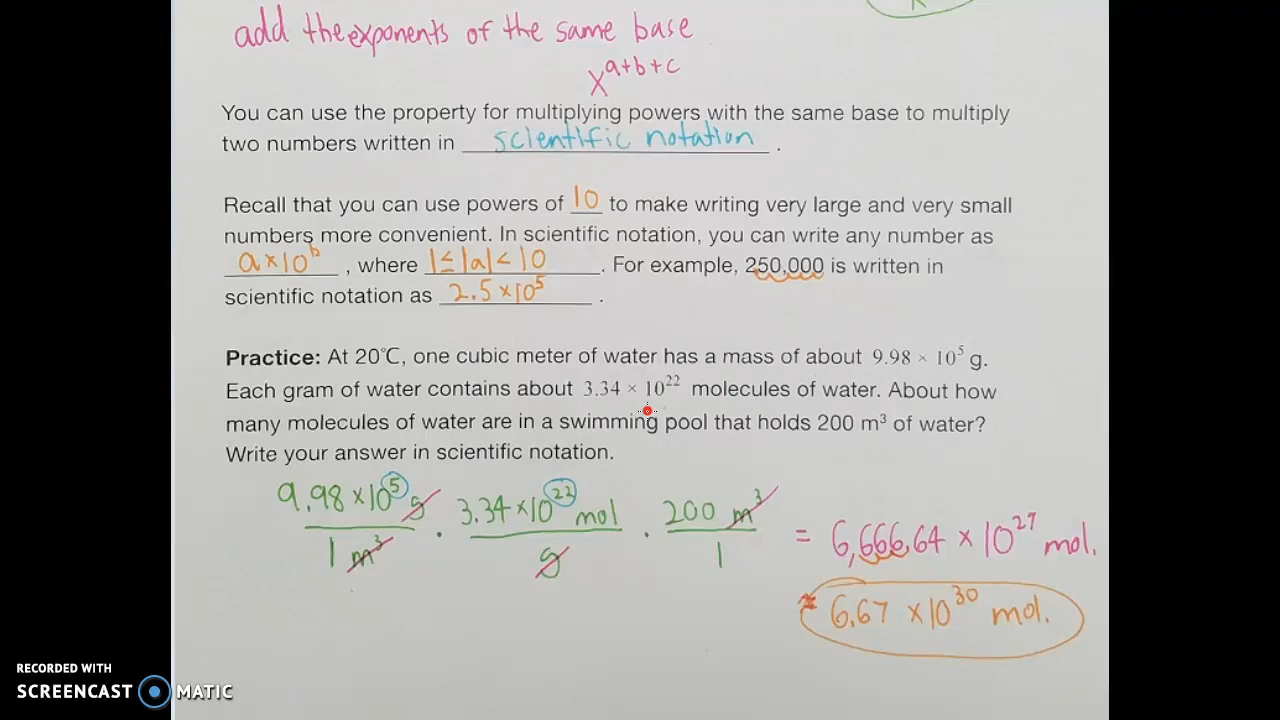 add the exponents of the same base
x^{a+b+c}
You can use the property for multiplying powers with the same base to multiply
two numbers written in scientific notation .
Recall that you can use powers of 10 to make writing very large and very small
numbers more convenient. In scientific notation, you can write any number as
a × 10^b , where 1 ≤ |a| < 10 . For example, 250,000 is written in
scientific notation as 2.5 × 10^5 .
Practice: At 20℃, one cubic meter of water has a mass of about 9.98 × 10^5 g.
Each gram of water contains about 3.34 × 10^22 molecules of water. About how
many molecules of water are in a swimming pool that holds 200 m³ of water?
Write your answer in scientific notation.
9.98 × 10^5 g / 1 m³ · 3.34 × 10^22 mol / g · 200 m³ / 1 = 6,666.64 × 10^27 mol.
≈ 6.67 × 10^30 mol.
RECORDED WITH
SCREENCAST MATIC